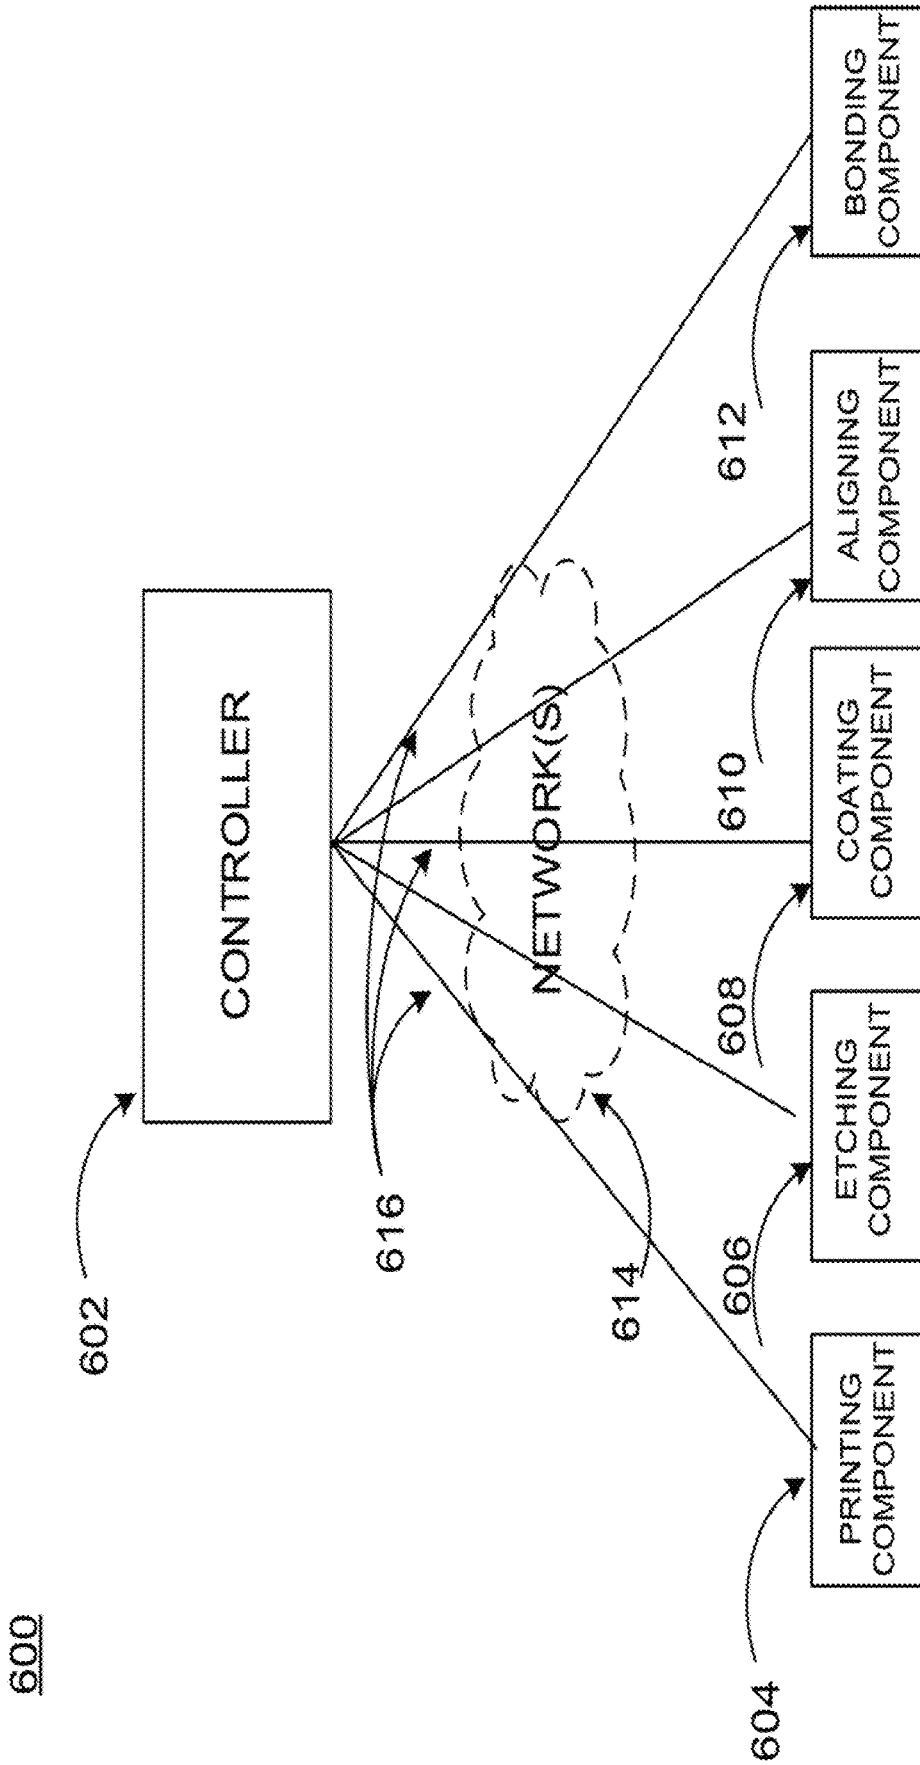 600
602
CONTROLLER
616
NETWORK(S)
614
604
606
608
610
612
PRINTING
COMPONENT
ETCHING
COMPONENT
COATING
COMPONENT
ALIGNING
COMPONENT
BONDING
COMPONENT